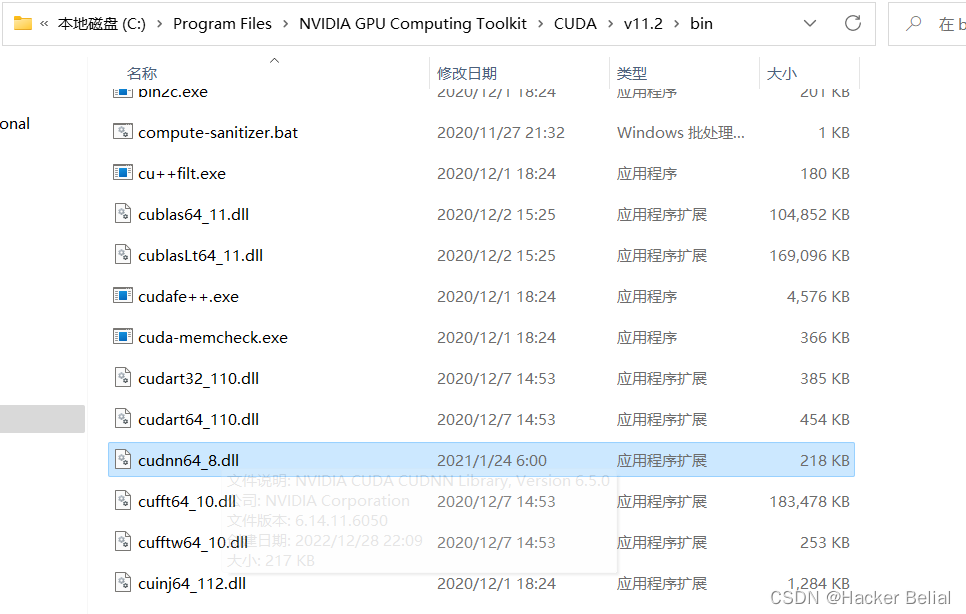 « 本地磁盘 (C:) › Program Files › NVIDIA GPU Computing Toolkit › CUDA › v11.2 › bin
在 b
名称 修改日期 类型 大小
bin2c.exe 2020/12/1 18:24 应用程序 201 KB
onal
compute-sanitizer.bat 2020/11/27 21:32 Windows 批处理... 1 KB
cu++filt.exe 2020/12/1 18:24 应用程序 180 KB
cublas64_11.dll 2020/12/2 15:25 应用程序扩展 104,852 KB
cublasLt64_11.dll 2020/12/2 15:25 应用程序扩展 169,096 KB
cudafe++.exe 2020/12/1 18:24 应用程序 4,576 KB
cuda-memcheck.exe 2020/12/1 18:24 应用程序 366 KB
cudart32_110.dll 2020/12/7 14:53 应用程序扩展 385 KB
cudart64_110.dll 2020/12/7 14:53 应用程序扩展 454 KB
cudnn64_8.dll 2021/1/24 6:00 应用程序扩展 218 KB
文件说明: NVIDIA CUDA CUDNN Library, Version 6.5.0
cufft64_10.dll 2020/12/7 14:53 应用程序扩展 183,478 KB
公司: NVIDIA Corporation
文件版本: 6.14.11.6050
cufftw64_10.dll 2020/12/7 14:53 应用程序扩展 253 KB
创建日期: 2022/12/28 22:09
大小: 217 KB
cuinj64_112.dll 2020/12/1 18:24 应用程序扩展 1,284 KB
CSDN @Hacker Belial